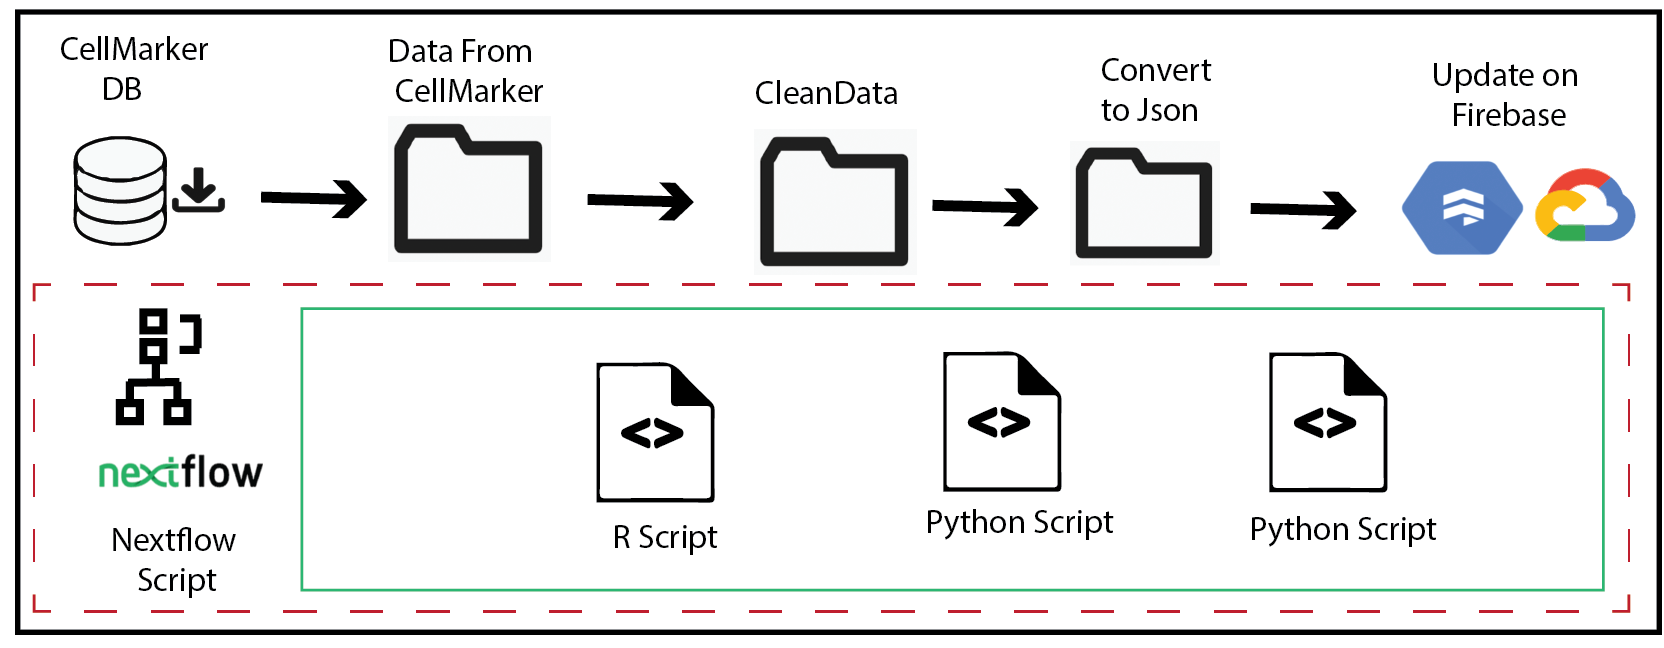 CellMarker
DB
Data From
CellMarker
CleanData
Convert
to Json
Update on
Firebase
nextflow
Nextflow
Script
<>
R Script
<>
Python Script
<>
Python Script